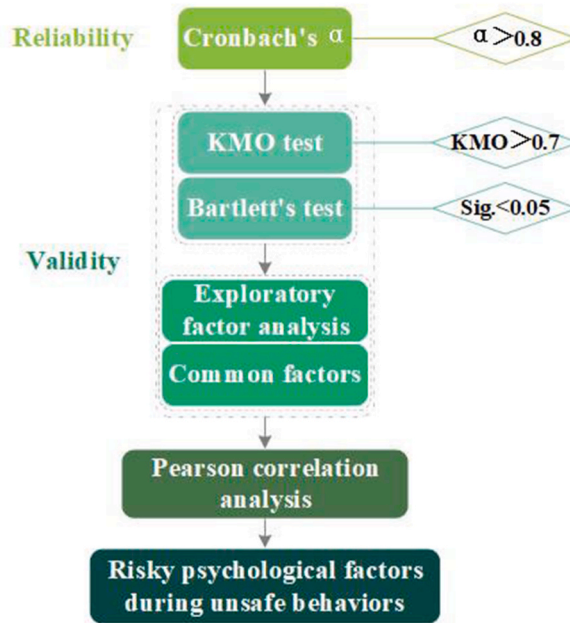 Reliability
Cronbach's α
α>0.8
KMO test
KMO>0.7
Bartlett's test
Sig.<0.05
Validity
Exploratory
factor analysis
Common factors
Pearson correlation
analysis
Risky psychological factors
during unsafe behaviors